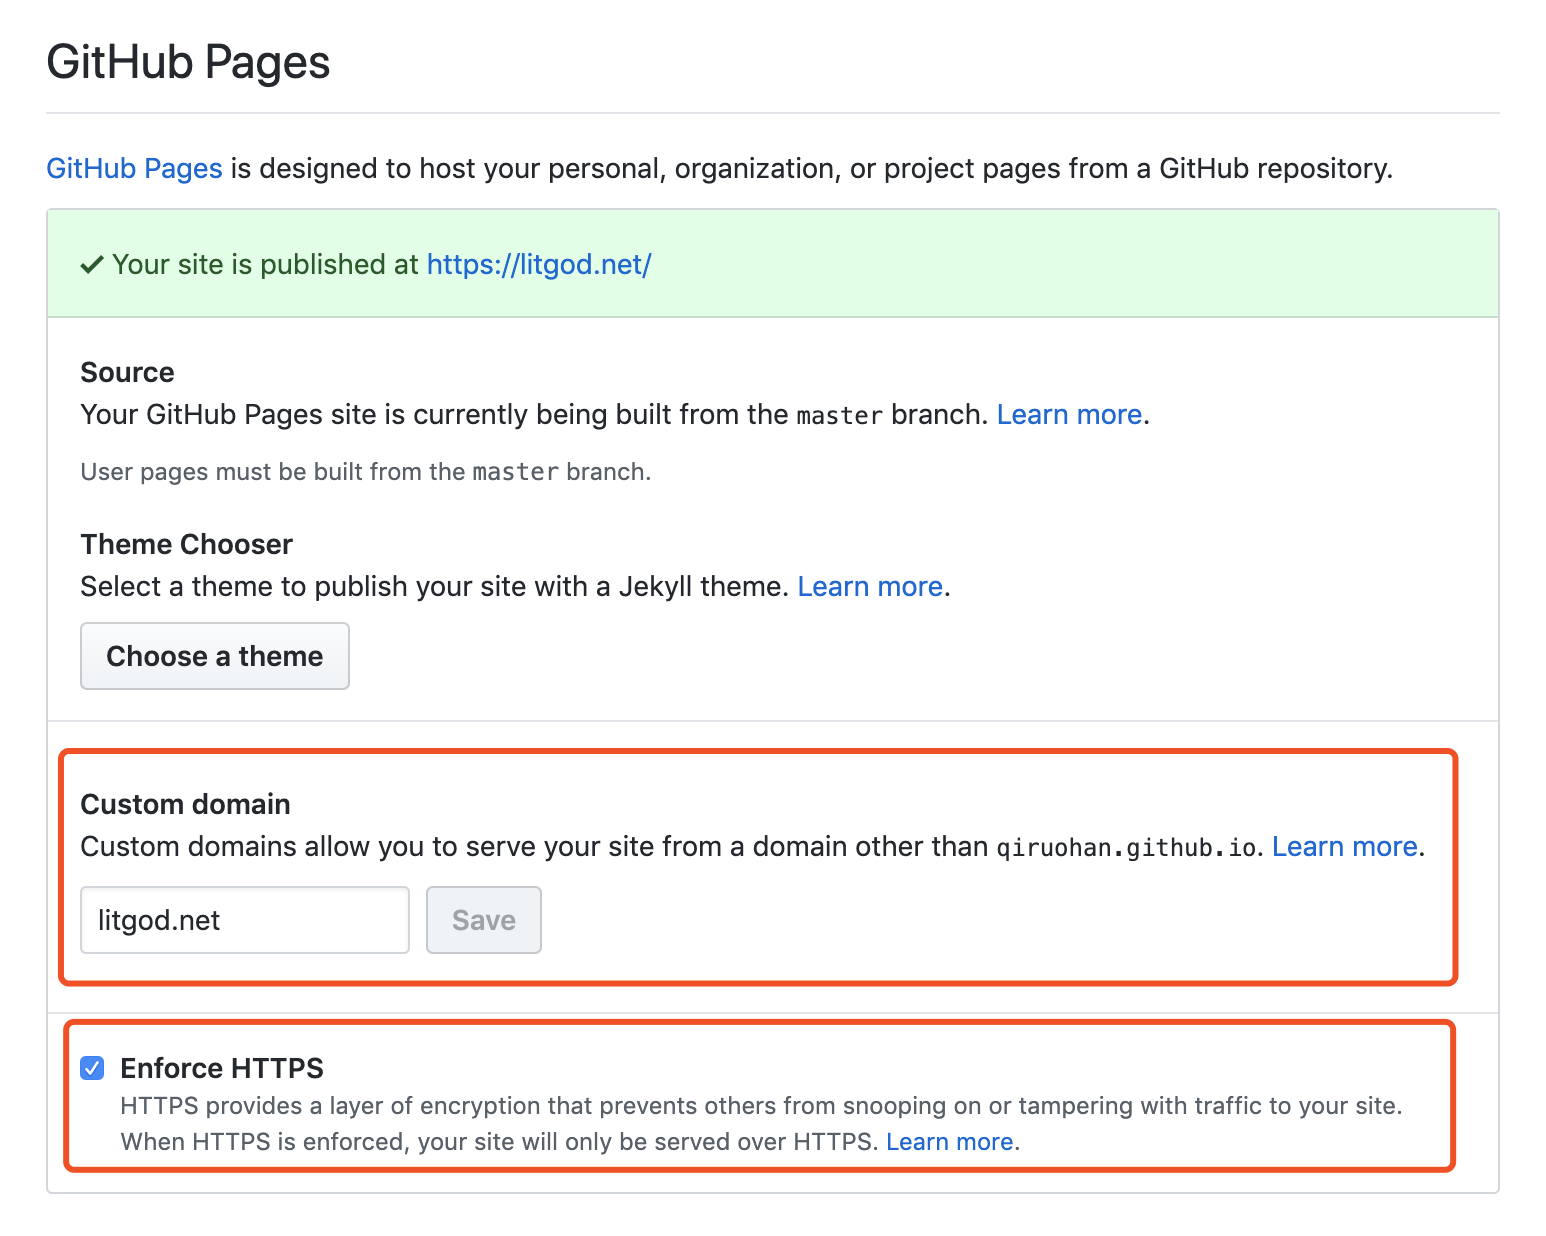 GitHub Pages
GitHub Pages is designed to host your personal, organization, or project pages from a GitHub repository.
Your site is published at https://litgod.net/
Source
Your GitHub Pages site is currently being built from the master branch. Learn more.
User pages must be built from the master branch.
Theme Chooser
Select a theme to publish your site with a Jekyll theme. Learn more.
Choose a theme
Custom domain
Custom domains allow you to serve your site from a domain other than qiruohan.github.io. Learn more.
litgod.net Save
Enforce HTTPS
HTTPS provides a layer of encryption that prevents others from snooping on or tampering with traffic to your site.
When HTTPS is enforced, your site will only be served over HTTPS. Learn more.